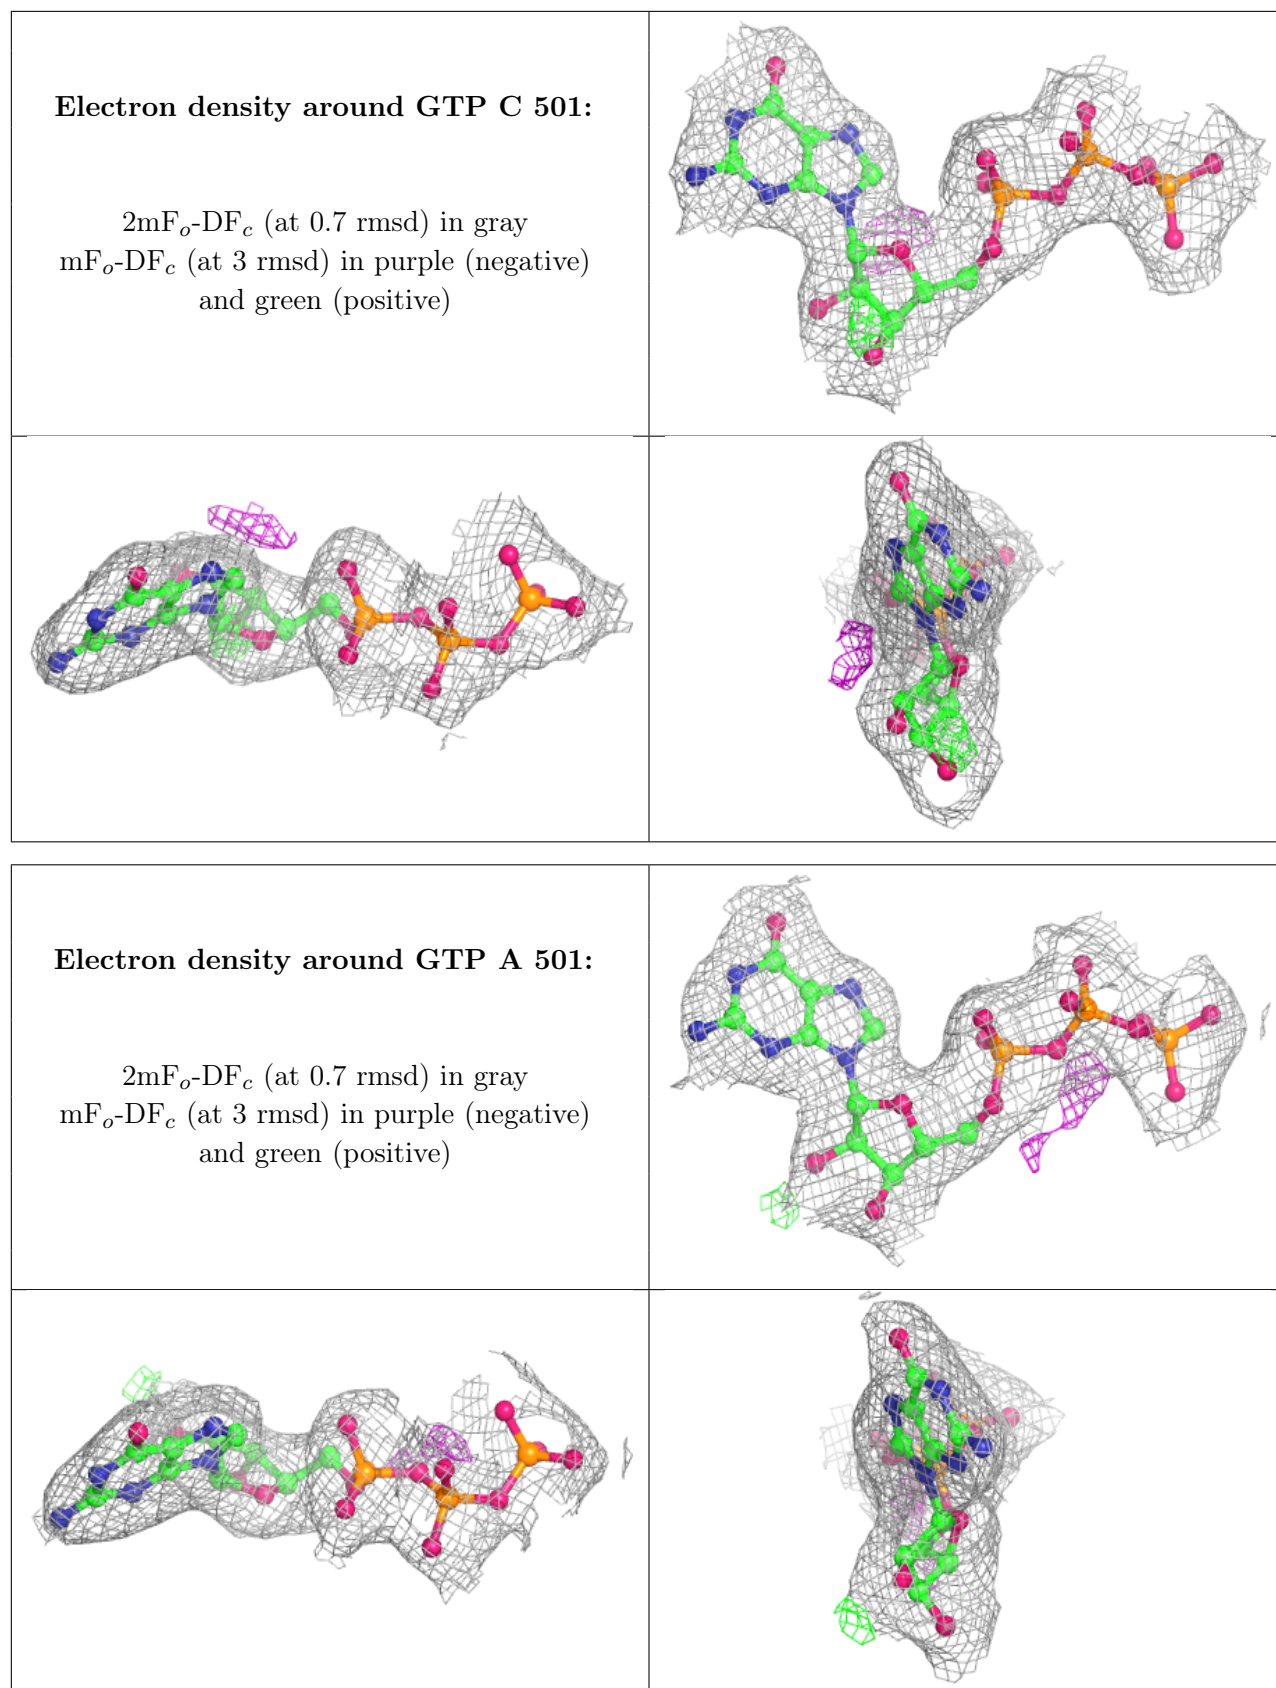 Electron density around GTP C 501:
2mFo-DFc (at 0.7 rmsd) in gray
mFo-DFc (at 3 rmsd) in purple (negative)
and green (positive)
Electron density around GTP A 501:
2mFo-DFc (at 0.7 rmsd) in gray
mFo-DFc (at 3 rmsd) in purple (negative)
and green (positive)